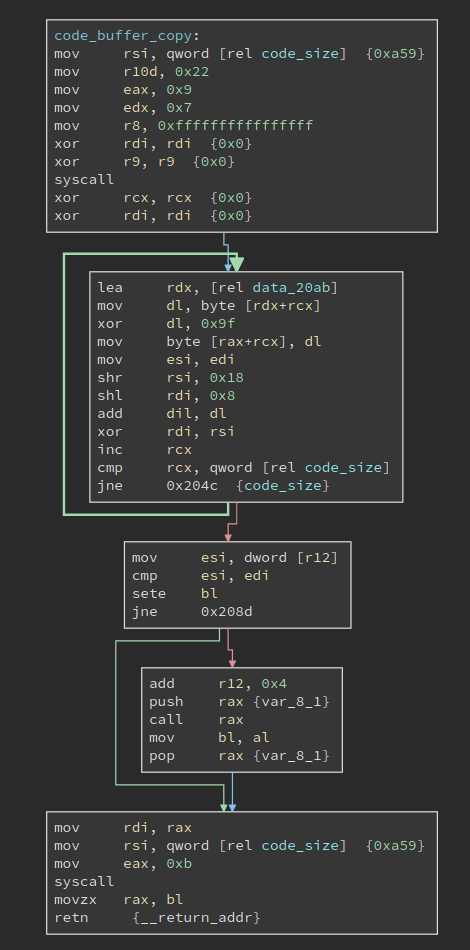 code_buffer_copy:
mov rsi, qword [rel code_size] {0xa59}
mov r10d, 0x22
mov eax, 0x9
mov edx, 0x7
mov r8, 0xffffffffffffffff
xor rdi, rdi {0x0}
xor r9, r9 {0x0}
syscall
xor rcx, rcx {0x0}
xor rdi, rdi {0x0}
lea rdx, [rel data_20ab]
mov dl, byte [rdx+rcx]
xor dl, 0x9f
mov byte [rax+rcx], dl
mov esi, edi
shr rsi, 0x18
shl rdi, 0x8
add dil, dl
xor rdi, rsi
inc rcx
cmp rcx, qword [rel code_size]
jne 0x204c {code_size}
mov esi, dword [r12]
cmp esi, edi
sete bl
jne 0x208d
add r12, 0x4
push rax {var_8_1}
call rax
mov bl, al
pop rax {var_8_1}
mov rdi, rax
mov rsi, qword [rel code_size] {0xa59}
mov eax, 0xb
syscall
movzx rax, bl
retn {__return_addr}